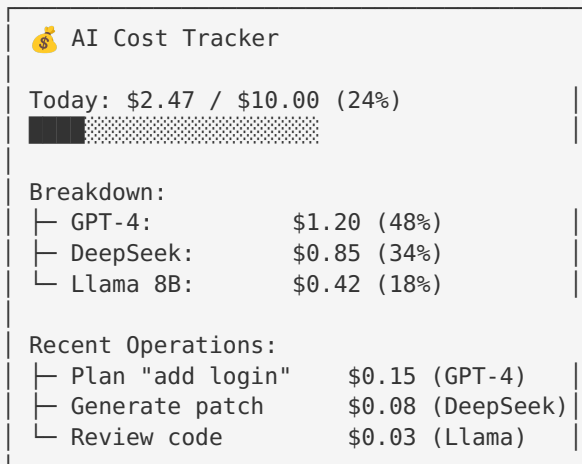 💰 AI Cost Tracker
Today: $2.47 / $10.00 (24%)
Breakdown:
├─ GPT-4: $1.20 (48%)
├─ DeepSeek: $0.85 (34%)
└─ Llama 8B: $0.42 (18%)
Recent Operations:
├─ Plan "add login" $0.15 (GPT-4)
├─ Generate patch $0.08 (DeepSeek)
└─ Review code $0.03 (Llama)